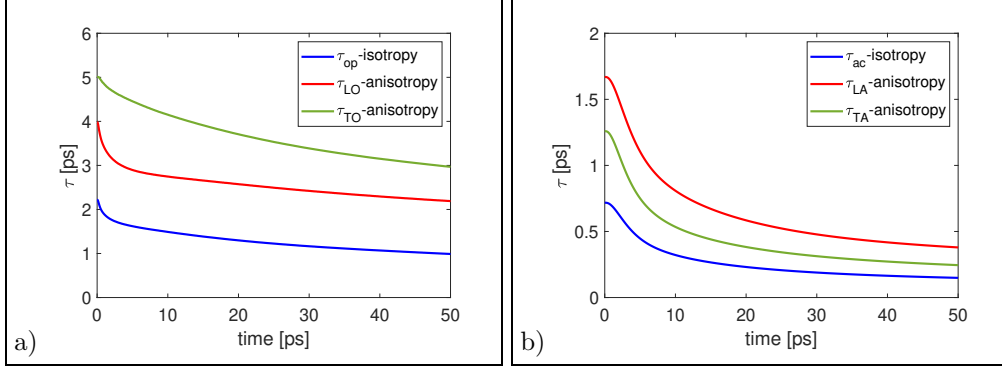 6
5
4
3
2
1
0
τ [ps]
0 10 20 30 40 50
time [ps]
τop-isotropy
τLO-anisotropy
τTO-anisotropy
a)
2
1.5
1
0.5
0
τ [ps]
0 10 20 30 40 50
time [ps]
τac-isotropy
τLA-anisotropy
τTA-anisotropy
b)